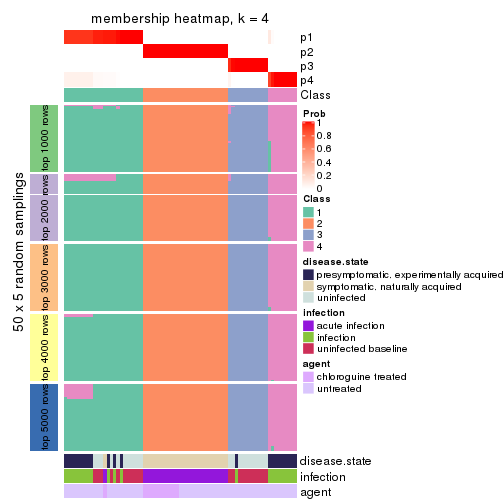 membership heatmap, k = 4
p1
p2
p3
p4
Class
50 x 5 random samplings
top 1000 rows
top 2000 rows
top 3000 rows
top 4000 rows
top 5000 rows
Prob
1
0.8
0.6
0.4
0.2
0
Class
1
2
3
4
disease.state
presymptomatic. experimentally acquired
symptomatic. naturally acquired
uninfected
infection
acute infection
infection
uninfected baseline
agent
chloroguine treated
untreated
disease.state
infection
agent